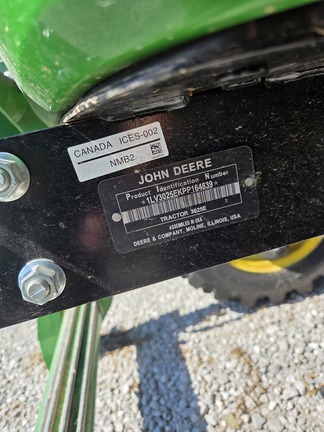 CANADA ICES-002
NMB2
JOHN DEERE
Product Identification Number
*1LV3025EKPP164839*
TRACTOR 3025E
ASSEMBLED IN USA
DEERE & COMPANY, MOLINE, ILLINOIS, USA